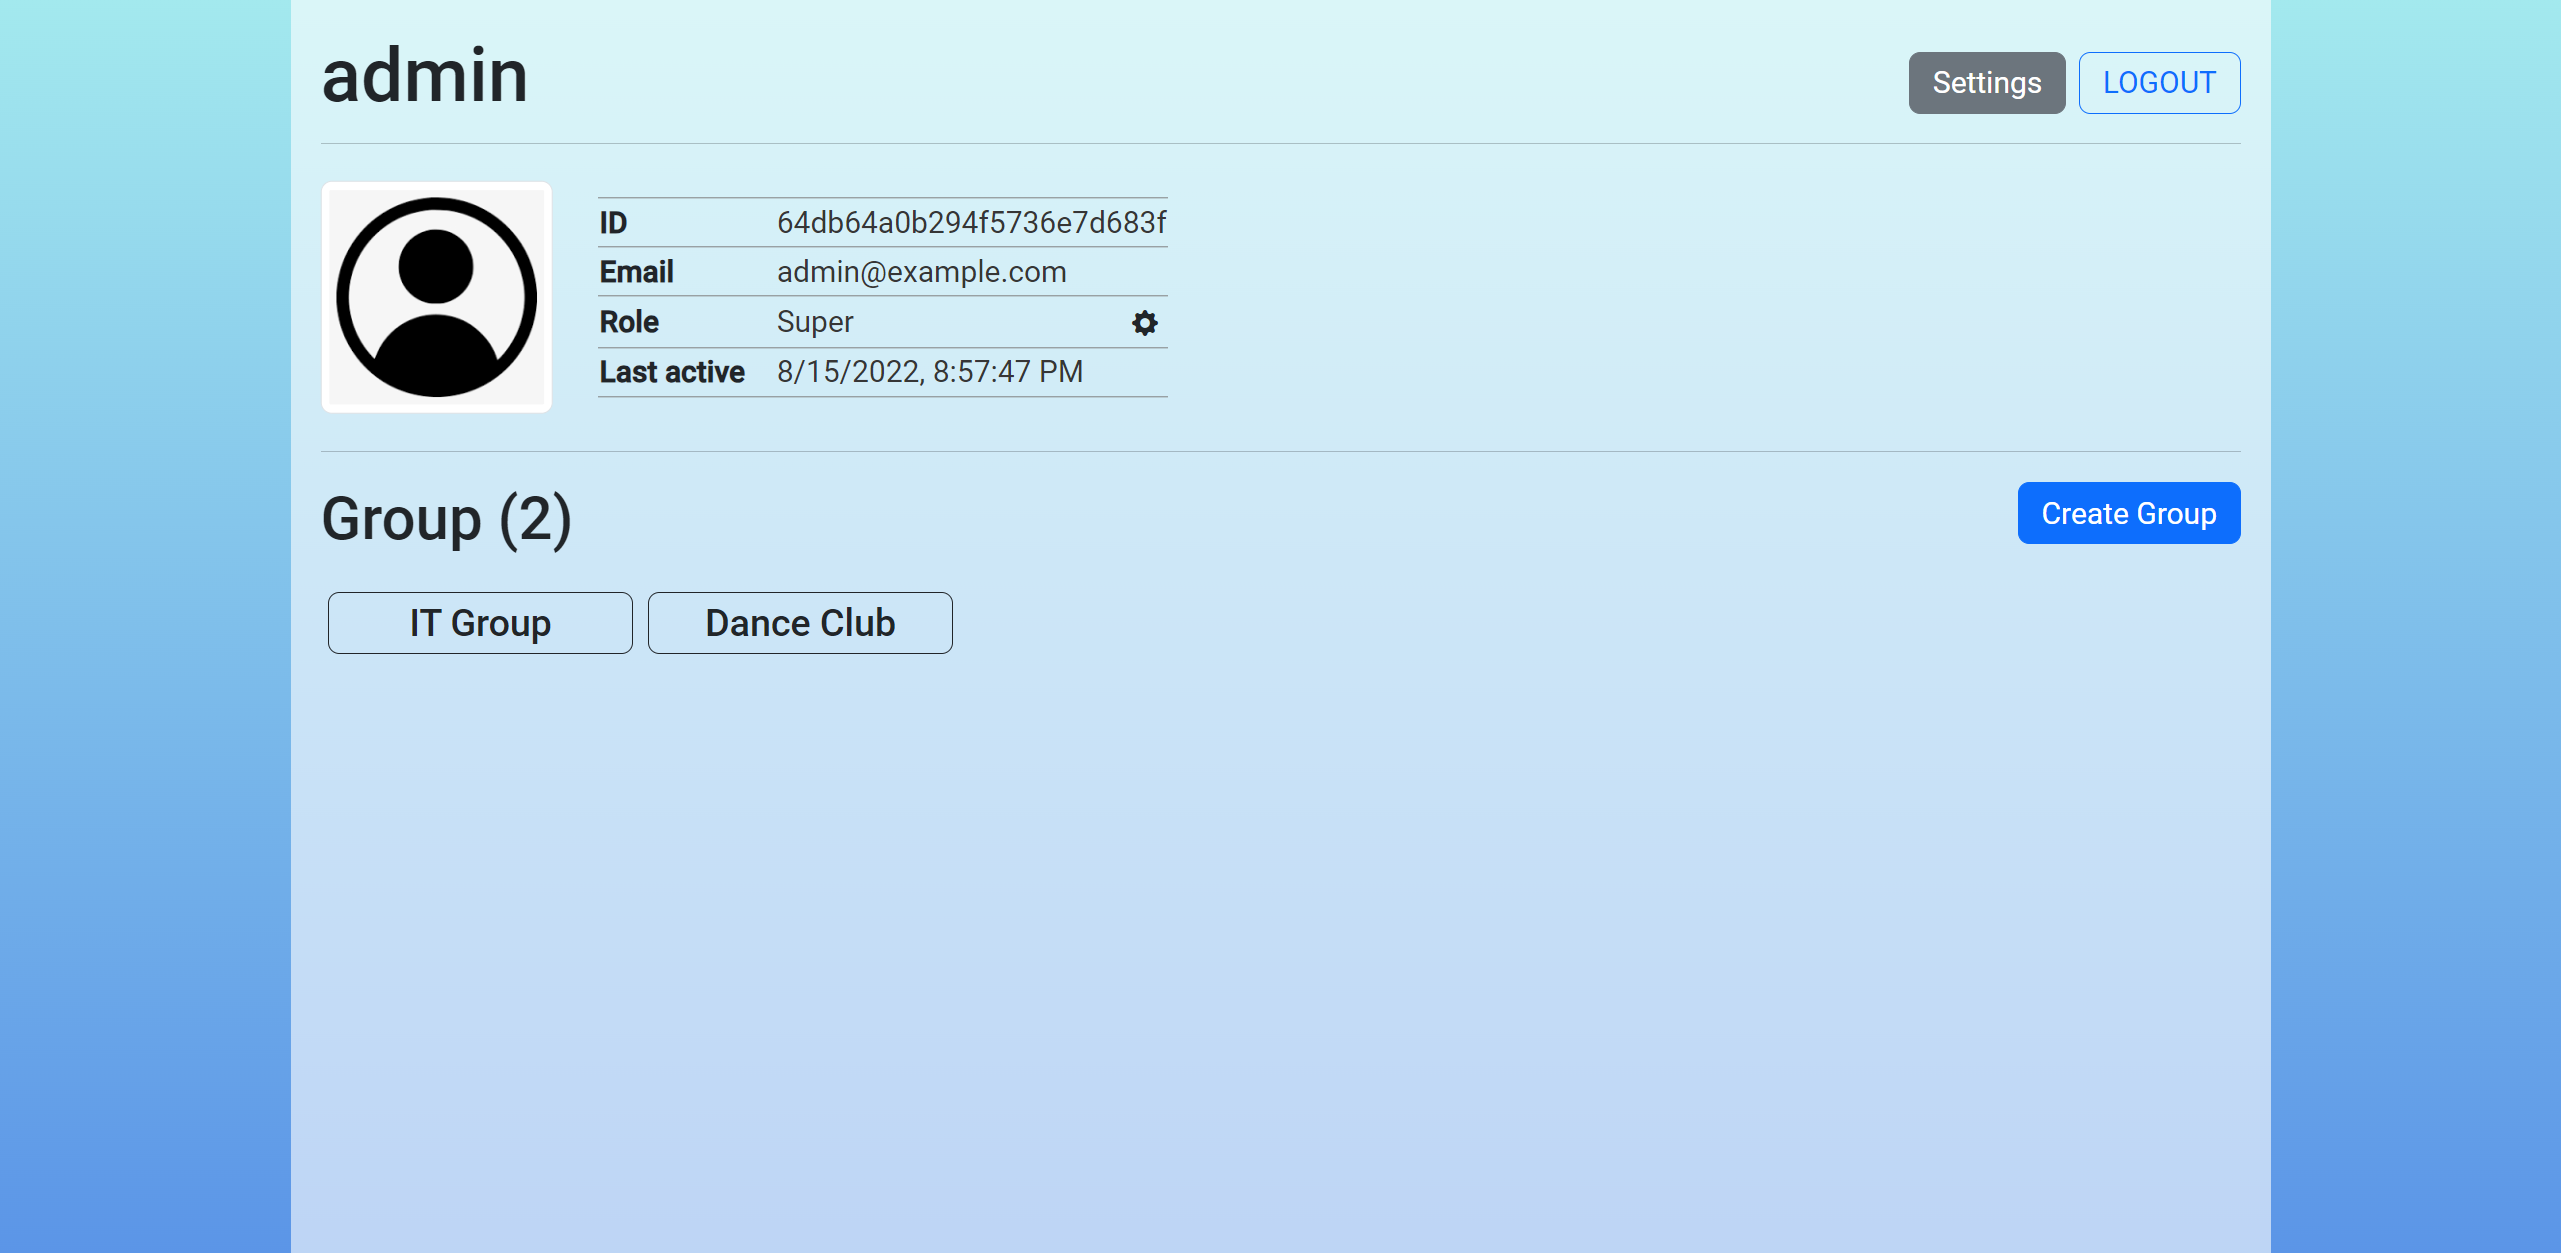 admin
Settings
LOGOUT
ID 64db64a0b294f5736e7d683f
Email admin@example.com
Role Super
Last active 8/15/2022, 8:57:47 PM
Group (2)
Create Group
IT Group
Dance Club